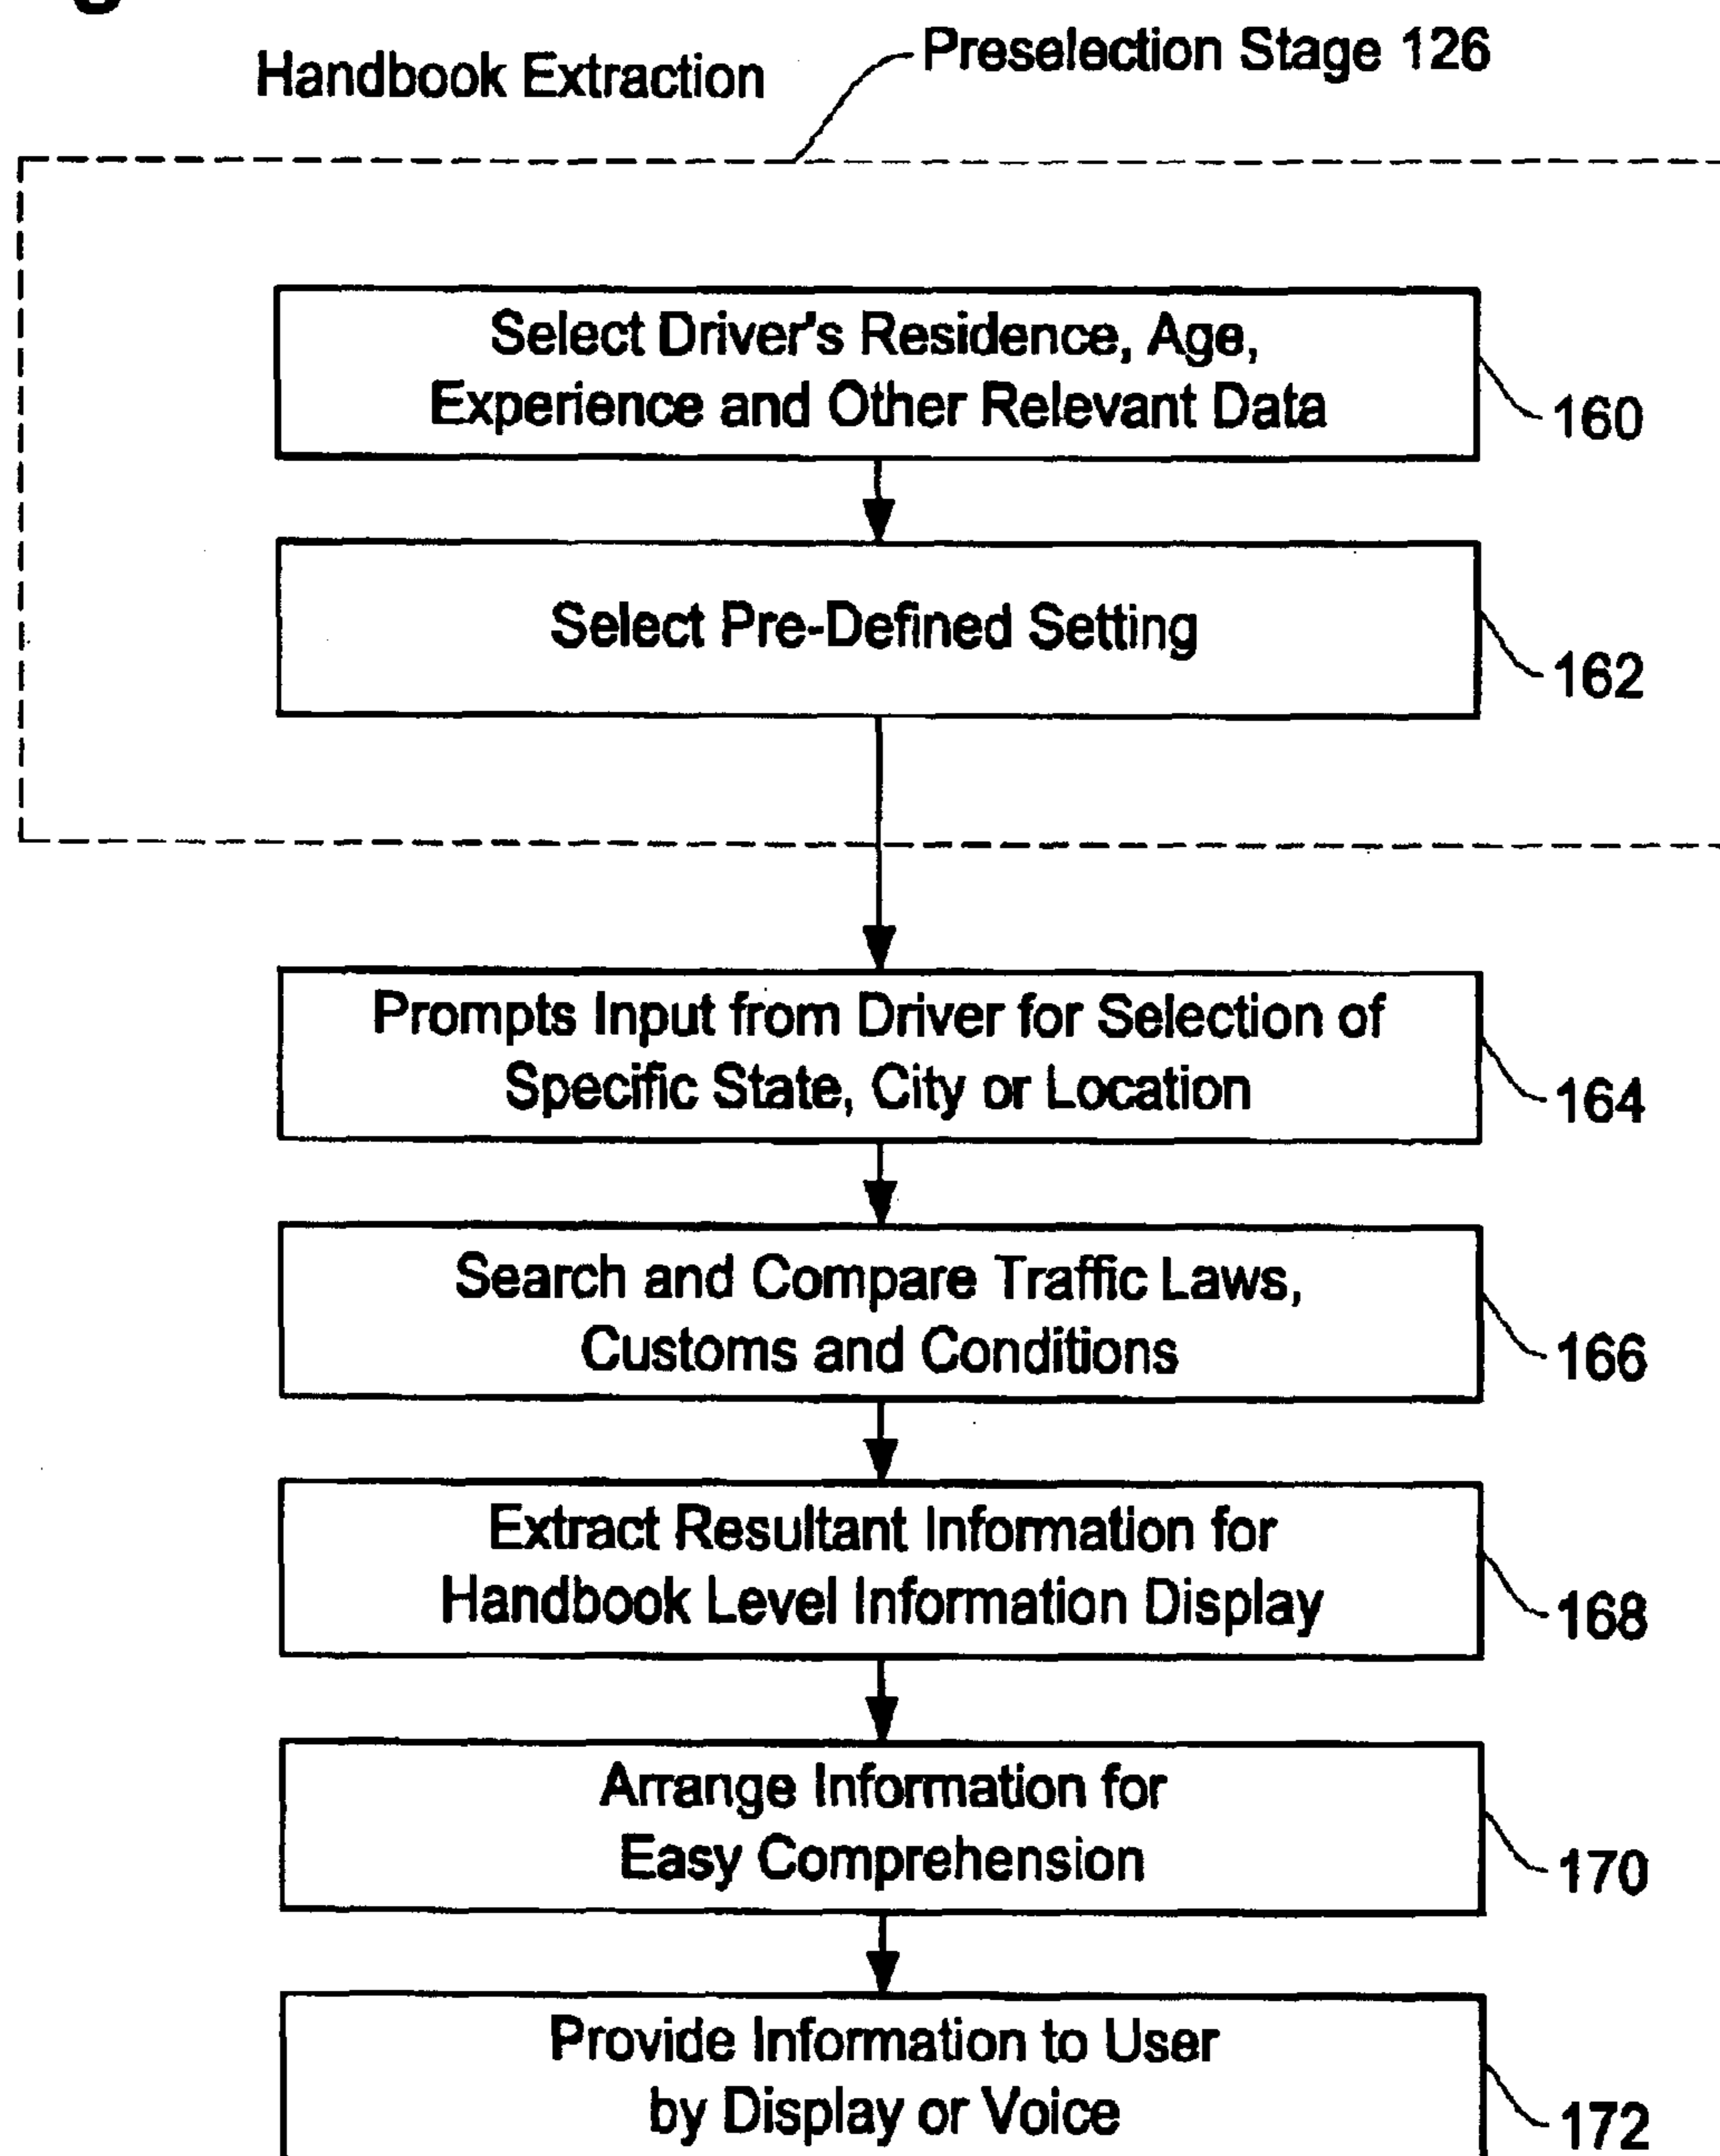 Handbook Extraction
Preselection Stage 126
Select Driver's Residence, Age,
Experience and Other Relevant Data
160
Select Pre-Defined Setting
162
Prompts Input from Driver for Selection of
Specific State, City or Location
164
Search and Compare Traffic Laws,
Customs and Conditions
166
Extract Resultant Information for
Handbook Level Information Display
168
Arrange Information for
Easy Comprehension
170
Provide Information to User
by Display or Voice
172